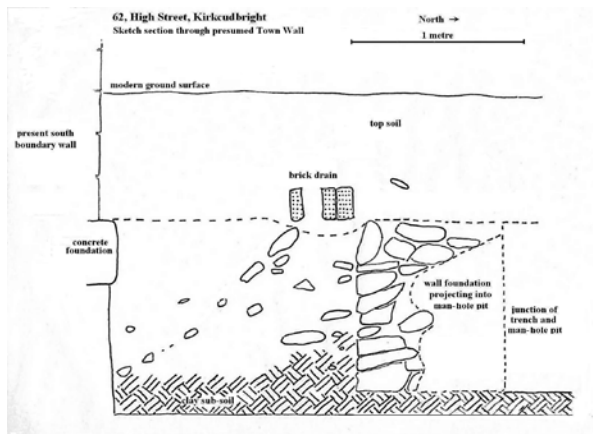 62, High Street, Kirkcudbright
Sketch section through presumed Town Wall
North →
1 metre
modern ground surface
top soil
present south
boundary wall
brick drain
concrete
foundation
wall foundation
projecting into
man-hole pit
junction of
trench and
man-hole pit
clay sub-soil